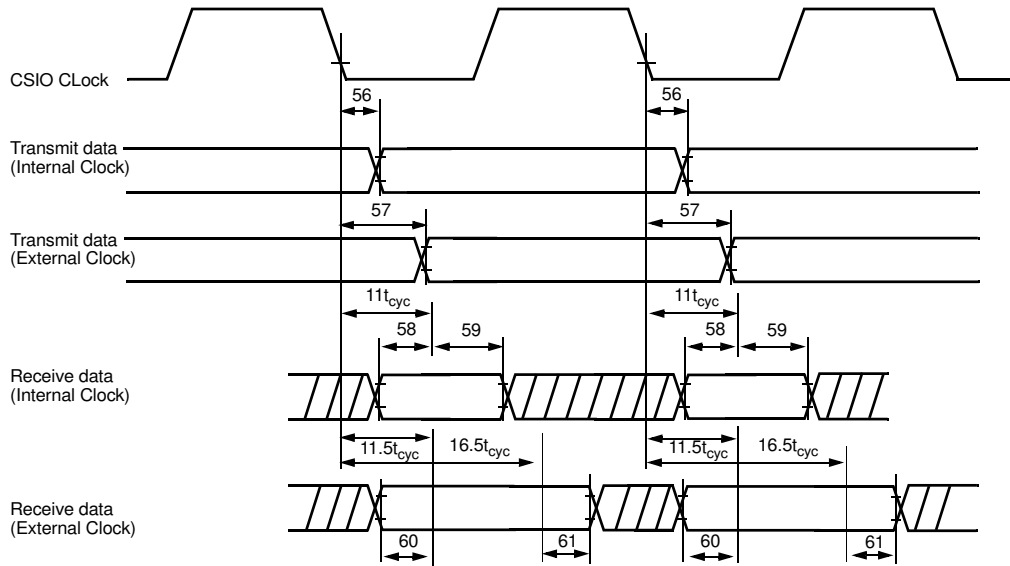 CSIO CLock
56 56
Transmit data
(Internal Clock)
57 57
Transmit data
(External Clock)
11tcyc 11tcyc
58 59 58 59
Receive data
(Internal Clock)
11.5tcyc 16.5tcyc 11.5tcyc 16.5tcyc
Receive data
(External Clock)
60 61 60 61